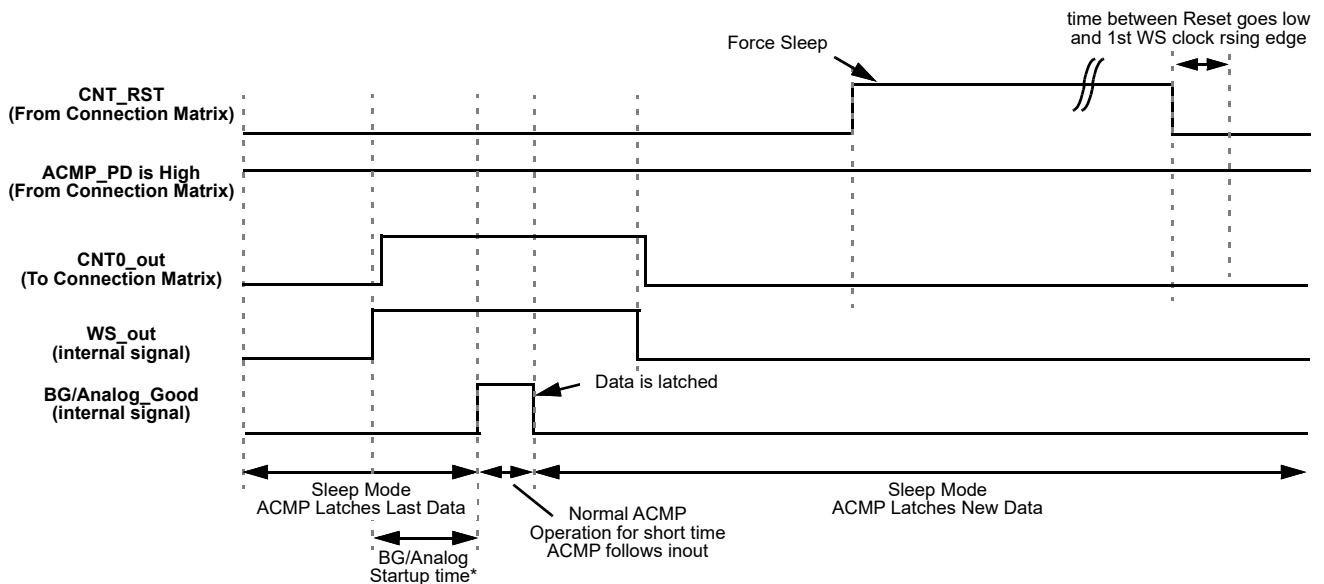 time between Reset goes low
and 1st WS clock rsing edge
Force Sleep
CNT_RST
(From Connection Matrix)
ACMP_PD is High
(From Connection Matrix)
CNT0_out
(To Connection Matrix)
WS_out
(internal signal)
BG/Analog_Good
(internal signal)
Data is latched
Sleep Mode
ACMP Latches Last Data
Normal ACMP
Operation for short time
ACMP follows inout
Sleep Mode
ACMP Latches New Data
BG/Analog
Startup time*